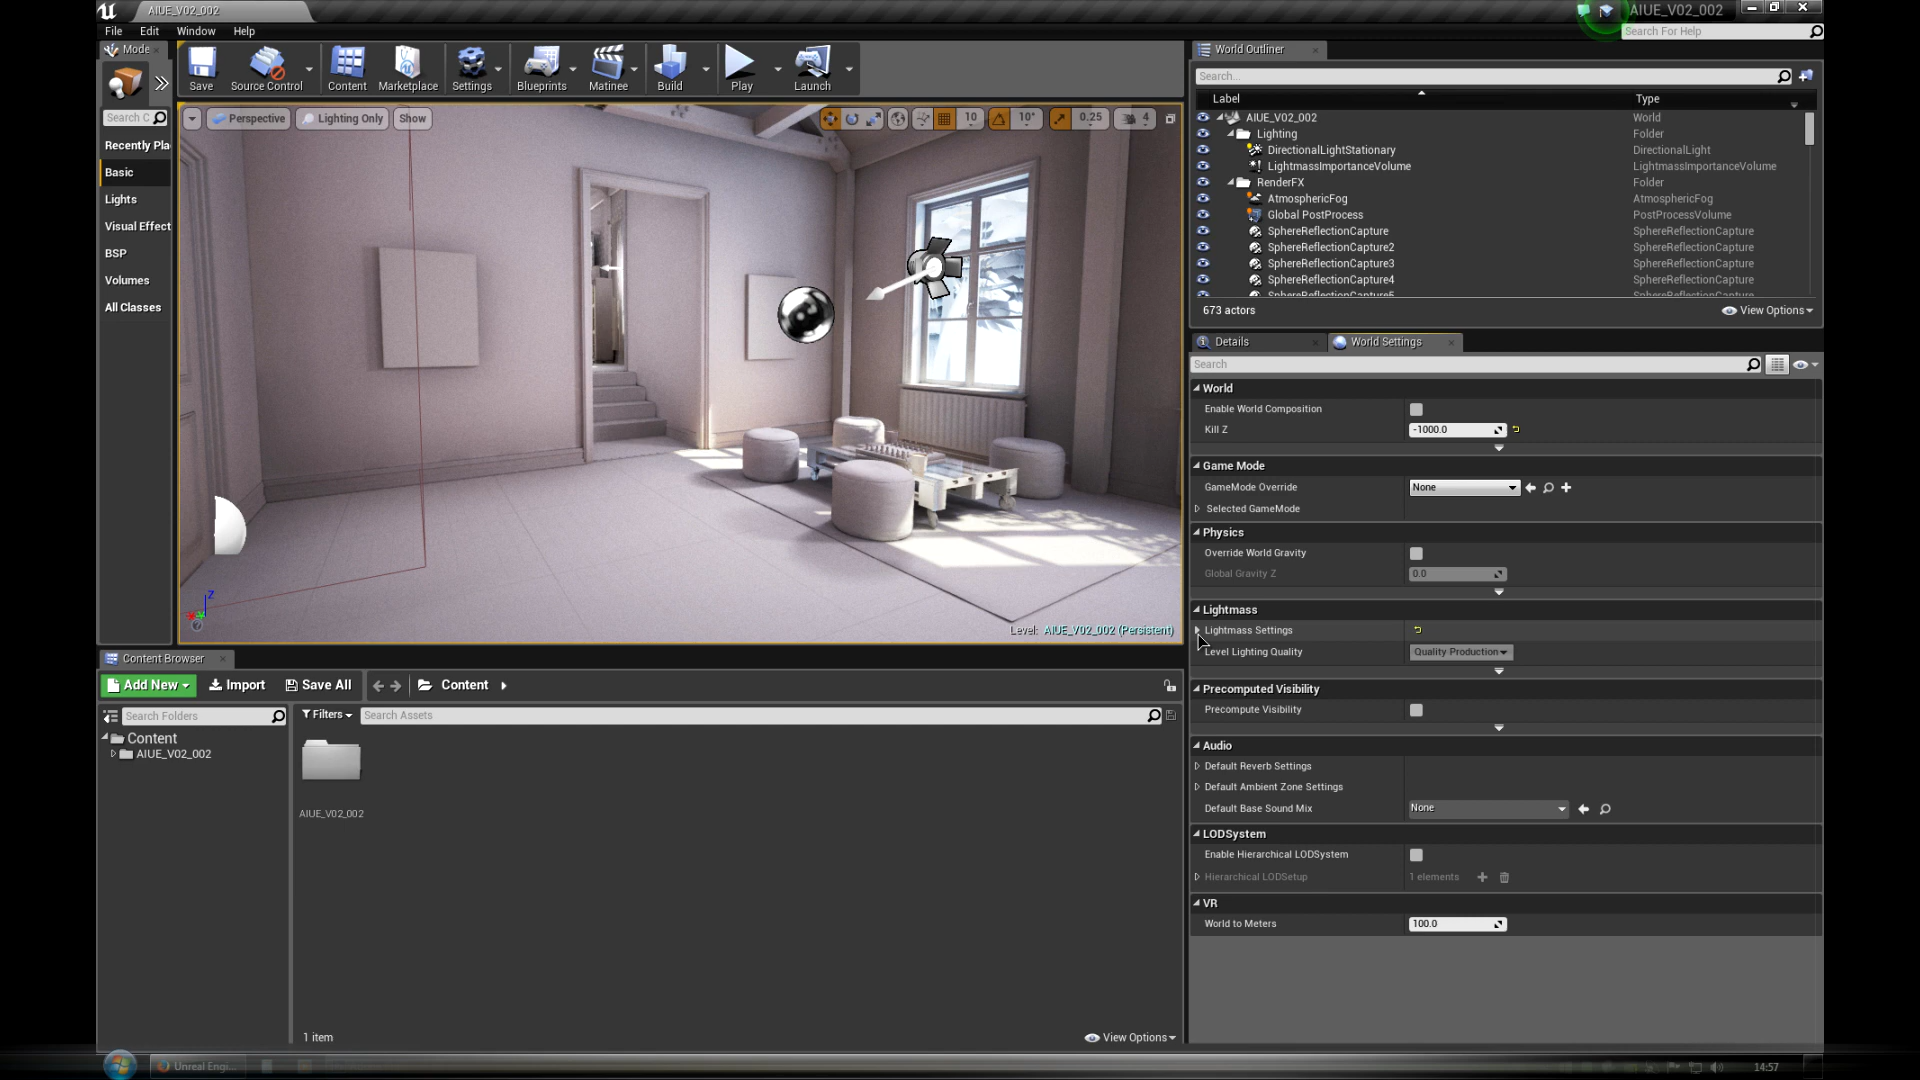 AIUE_V02_002
AIUE_V02_002
File Edit Window Help
Search For Help
Mode
Save Source Control Content Marketplace Settings Blueprints Matinee Build Play Launch
World Outliner
Search...
Label Type
AIUE_V02_002 World
Lighting Folder
DirectionalLightStationary DirectionalLight
LightmassImportanceVolume LightmassImportanceVolume
RenderFX Folder
AtmosphericFog AtmosphericFog
Global PostProcess PostProcessVolume
SphereReflectionCapture SphereReflectionCapture
SphereReflectionCapture2 SphereReflectionCapture
SphereReflectionCapture3 SphereReflectionCapture
SphereReflectionCapture4 SphereReflectionCapture
SphereReflectionCapture5 SphereReflectionCapture
673 actors View Options
Search C
Recently Pla
Basic
Lights
Visual Effect
BSP
Volumes
All Classes
Perspective Lighting Only Show 10 10° 0.25 4
Z
Level: AIUE_V02_002 (Persistent)
Details World Settings
Search
World
Enable World Composition
Kill Z -1000.0
Game Mode
GameMode Override None
Selected GameMode
Physics
Override World Gravity
Global Gravity Z 0.0
Lightmass
Lightmass Settings
Level Lighting Quality Quality Production
Precomputed Visibility
Precompute Visibility
Audio
Default Reverb Settings
Default Ambient Zone Settings
Default Base Sound Mix None
LODSystem
Enable Hierarchical LODSystem
Hierarchical LODSetup 1 elements
VR
World to Meters 100.0
Content Browser
Add New Import Save All Content
Search Folders Filters Search Assets
Content
AIUE_V02_002
AIUE_V02_002
1 item View Options
Unreal Engi...
14:57